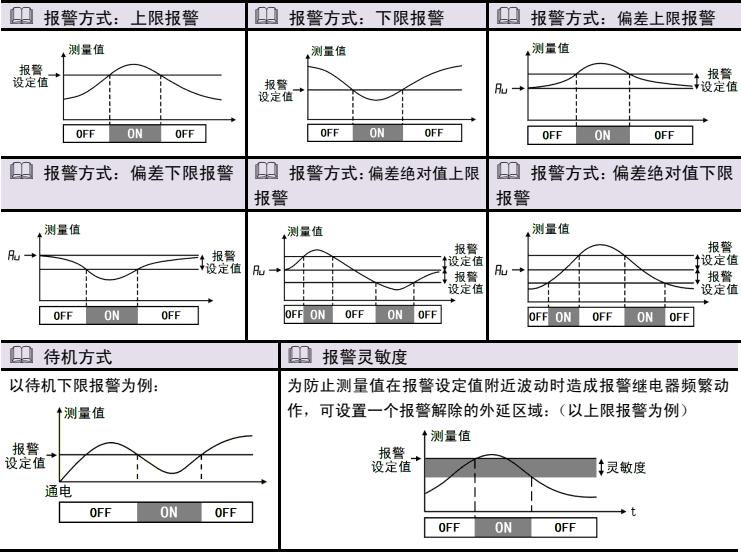 报警方式：上限报警
测量值
报警
设定值
OFF ON OFF
报警方式：下限报警
测量值
报警
设定值
OFF ON OFF
报警方式：偏差上限报警
测量值
报警
设定值
Au
OFF ON OFF
报警方式：偏差下限报警
测量值
Au
报警
设定值
OFF ON OFF
报警方式：偏差绝对值上限
报警
测量值
报警
设定值
Au
报警
设定值
OFF ON OFF ON OFF
报警方式：偏差绝对值下限
报警
测量值
报警
设定值
Au
报警
设定值
OFF ON OFF ON OFF
待机方式
以待机下限报警为例：
测量值
报警
设定值
通电
OFF ON OFF
报警灵敏度
为防止测量值在报警设定值附近波动时造成报警继电器频繁动
作，可设置一个报警解除的外延区域：（以上限报警为例）
测量值
报警
设定值
灵敏度
t
OFF ON OFF